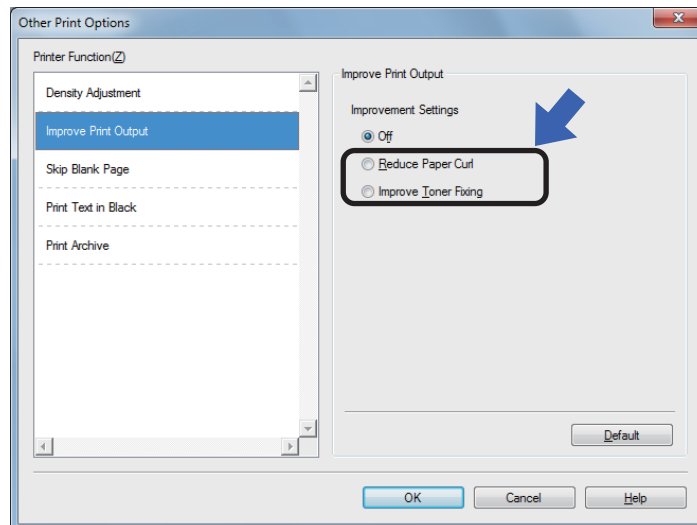 Other Print Options
Printer Function(Z)
Density Adjustment
Improve Print Output
Skip Blank Page
Print Text in Black
Print Archive
Improve Print Output
Improvement Settings
Off
Reduce Paper Curl
Improve Toner Fixing
Default
OK Cancel Help